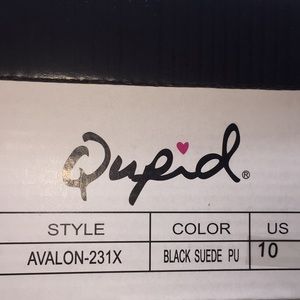 Qupid®
STYLE COLOR US
AVALON-231X BLACK SUEDE PU 10